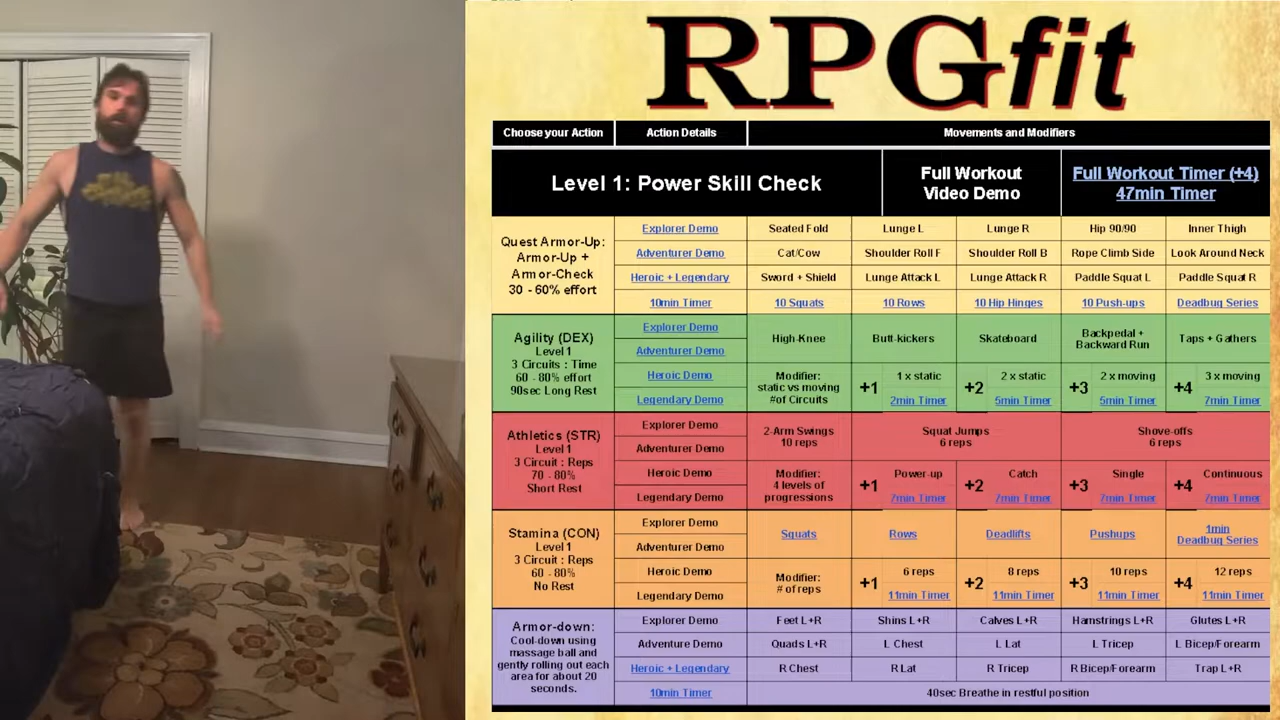 RPGfit
Choose your Action
Action Details
Movements and Modifiers
Level 1: Power Skill Check
Full Workout
Video Demo
Full Workout Timer (+4)
47min Timer
Quest Armor-Up:
Armor-Up +
Armor-Check
30 - 60% effort
Explorer Demo
Seated Fold
Lunge L
Lunge R
Hip 90/90
Inner Thigh
Adventurer Demo
Cat/Cow
Shoulder Roll F
Shoulder Roll B
Rope Climb Side
Look Around Neck
Heroic + Legendary
Sword + Shield
Lunge Attack L
Lunge Attack R
Paddle Squat L
Paddle Squat R
10min Timer
10 Squats
10 Rows
10 Hip Hinges
10 Push-ups
Deadbug Series
Agility (DEX)
Level 1
3 Circuits : Time
60 - 80% effort
90sec Long Rest
Explorer Demo
Adventurer Demo
High-Knee
Butt-kickers
Skateboard
Backpedal +
Backward Run
Taps + Gathers
Heroic Demo
Legendary Demo
Modifier:
static vs moving
#of Circuits
+1
1 x static
2min Timer
+2
2 x static
5min Timer
+3
2 x moving
5min Timer
+4
3 x moving
7min Timer
Athletics (STR)
Level 1
3 Circuit : Reps
70 - 80%
Short Rest
Explorer Demo
Adventurer Demo
2-Arm Swings
10 reps
Squat Jumps
6 reps
Shove-offs
6 reps
Heroic Demo
Legendary Demo
Modifier:
4 levels of
progressions
+1
Power-up
7min Timer
+2
Catch
7min Timer
+3
Single
7min Timer
+4
Continuous
7min Timer
Stamina (CON)
Level 1
3 Circuit : Reps
60 - 80%
No Rest
Explorer Demo
Adventurer Demo
Squats
Rows
Deadlifts
Pushups
1min
Deadbug Series
Heroic Demo
Legendary Demo
Modifier:
# of reps
+1
6 reps
11min Timer
+2
8 reps
11min Timer
+3
10 reps
11min Timer
+4
12 reps
11min Timer
Armor-down:
Cool-down using
massage ball and
gently rolling out each
area for about 20
seconds.
Explorer Demo
Feet L+R
Shins L+R
Calves L+R
Hamstrings L+R
Glutes L+R
Adventure Demo
Quads L+R
L Chest
L Lat
L Tricep
L Bicep/Forearm
Heroic + Legendary
R Chest
R Lat
R Tricep
R Bicep/Forearm
Trap L+R
10min Timer
40sec Breathe in restful position